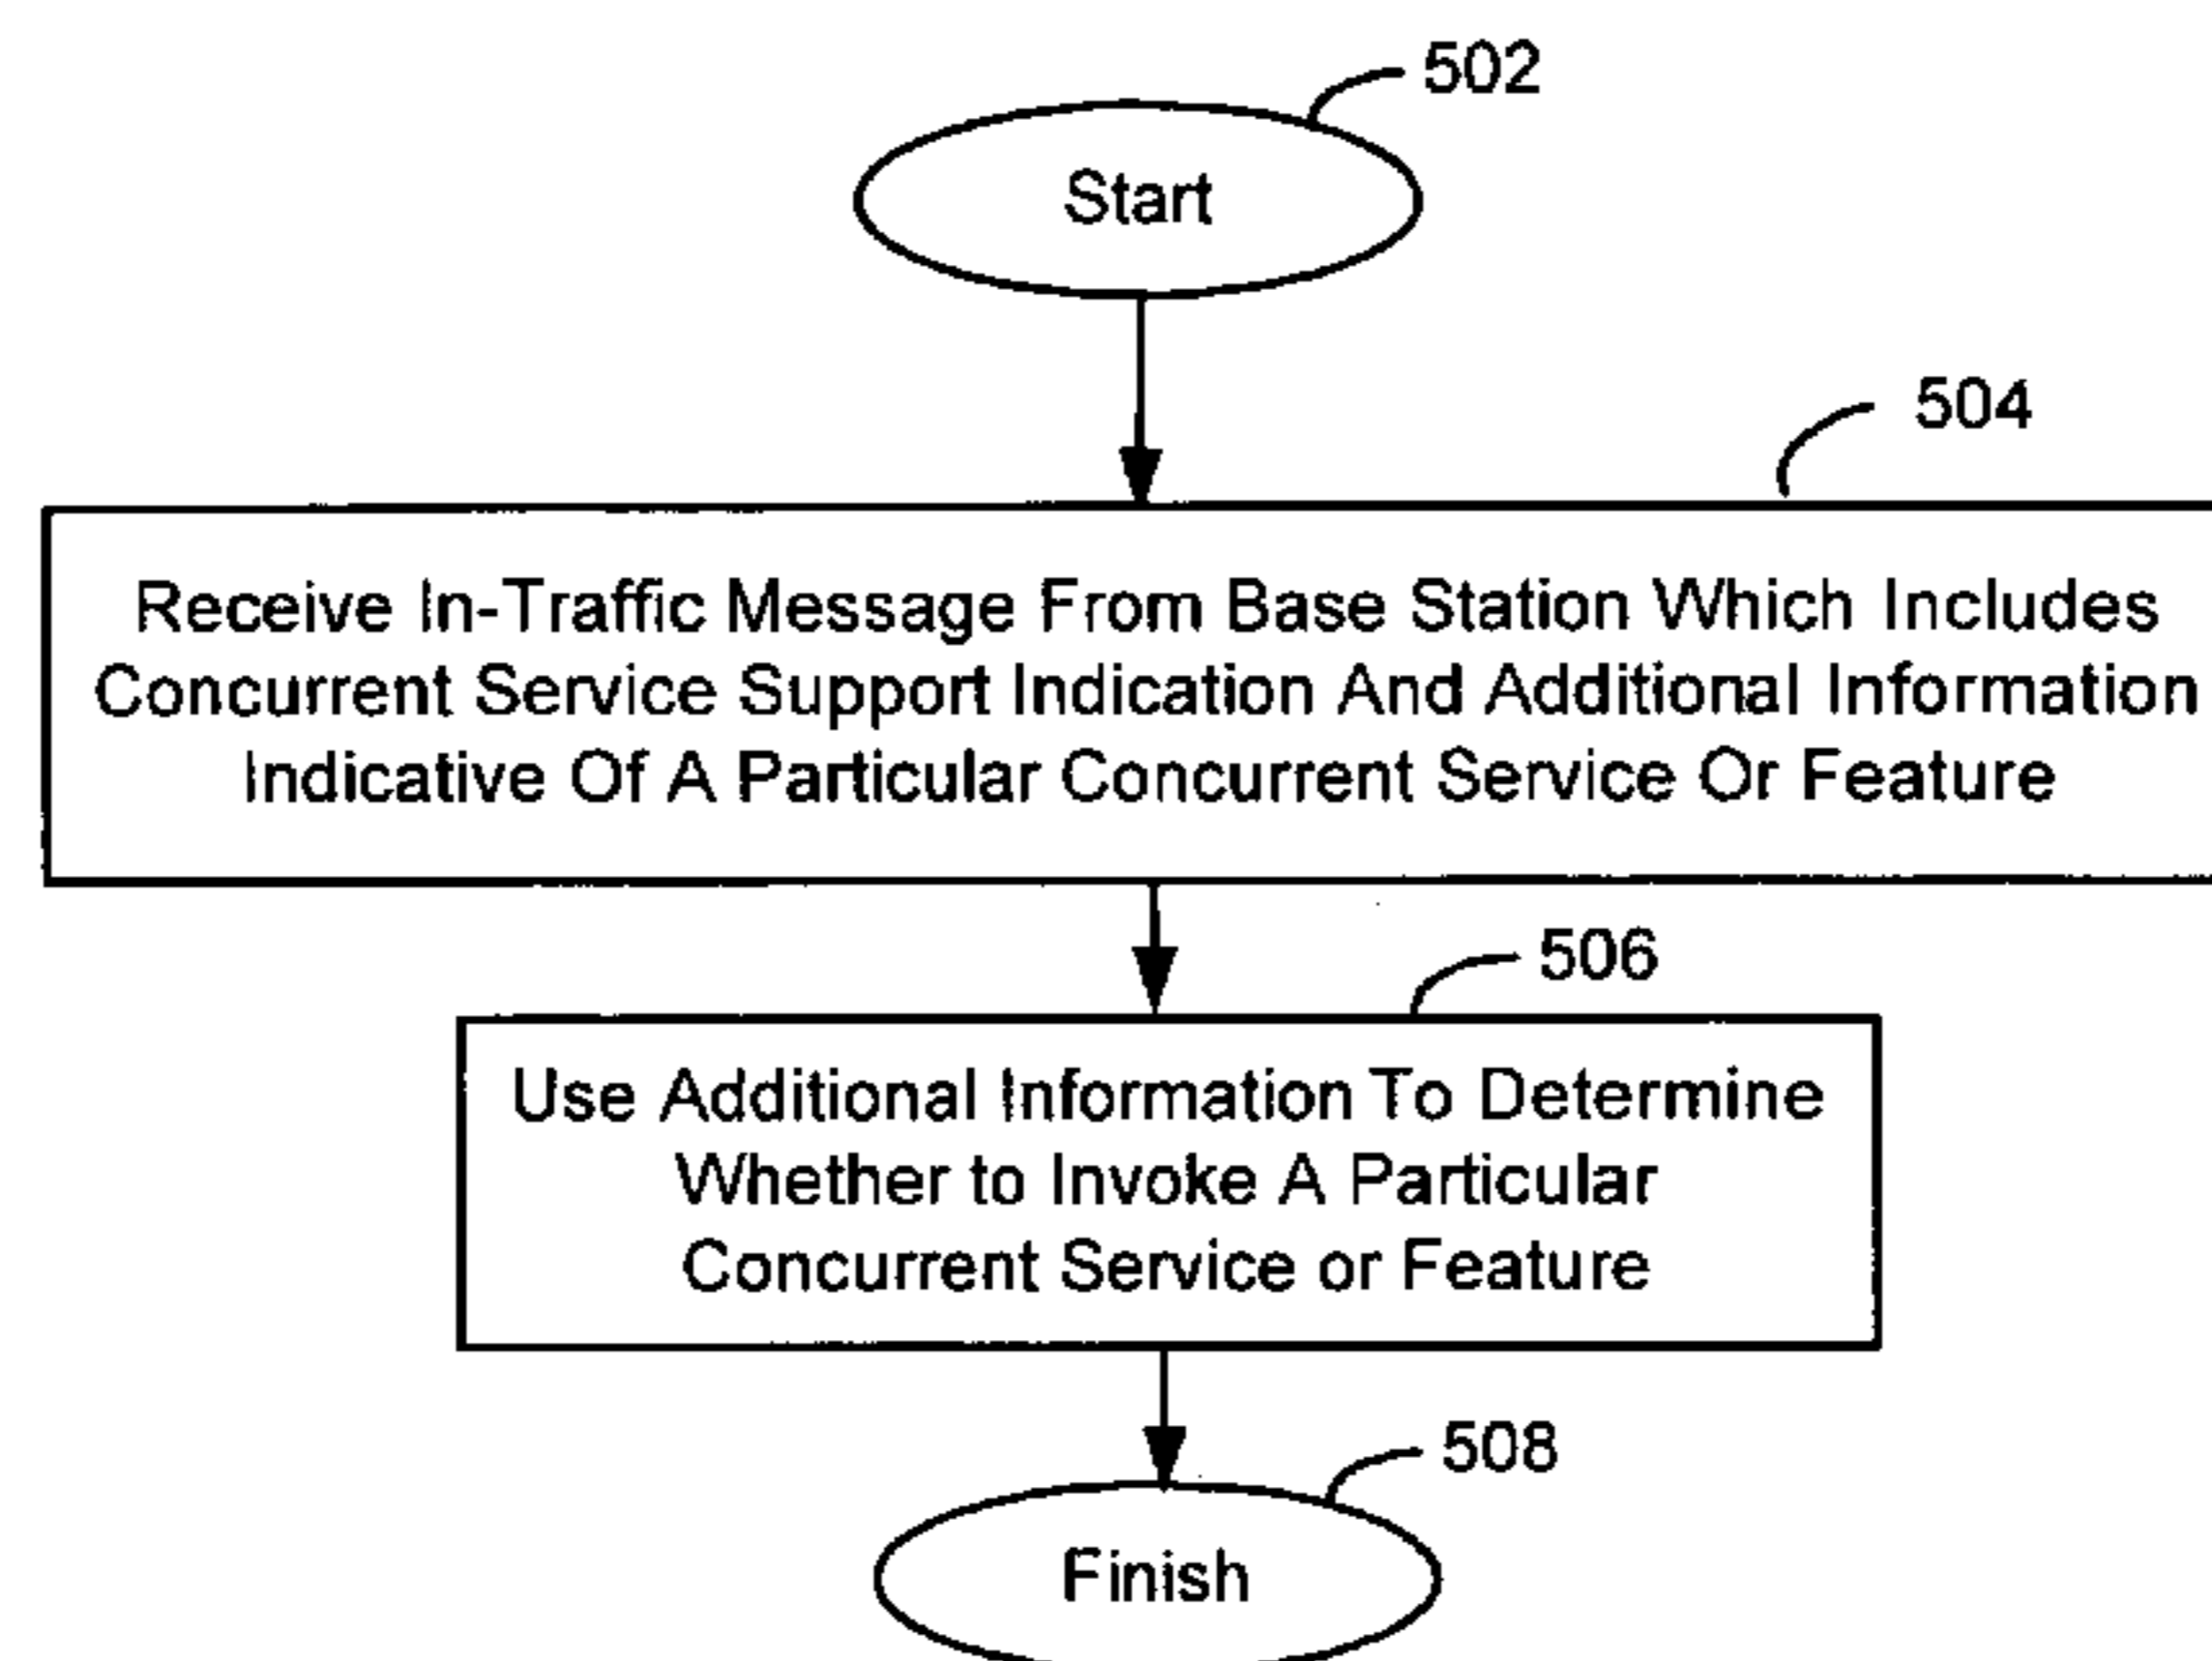 502
Start
504
Receive In-Traffic Message From Base Station Which Includes
Concurrent Service Support Indication And Additional Information
Indicative Of A Particular Concurrent Service Or Feature
506
Use Additional Information To Determine
Whether to Invoke A Particular
Concurrent Service or Feature
508
Finish